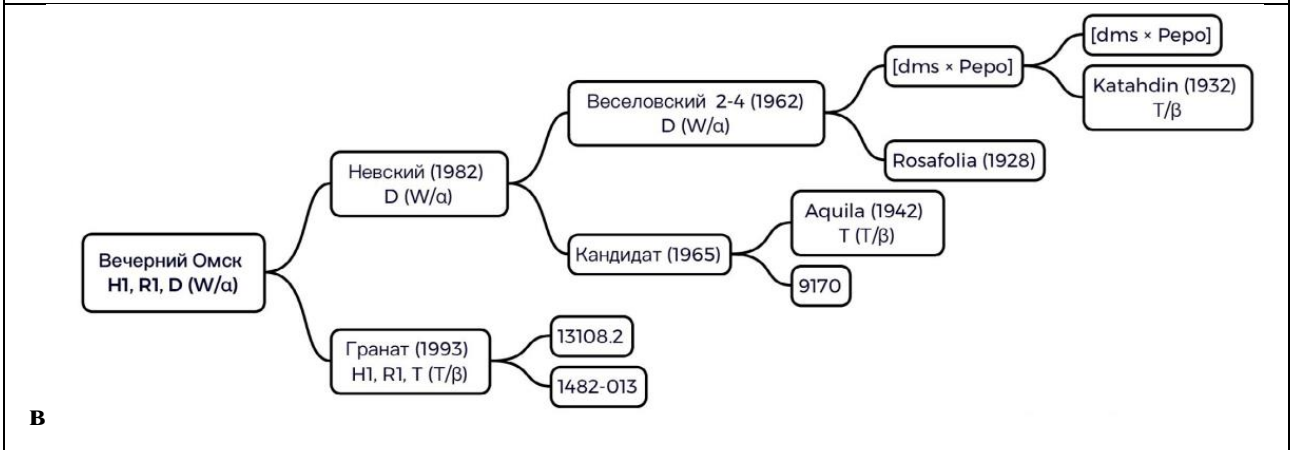 [dms × Pepo]
[dms × Pepo]
Katahdin (1932)
T/β
Веселовский 2-4 (1962)
D (W/α)
Rosafolia (1928)
Невский (1982)
D (W/α)
Aquila (1942)
T (T/β)
Кандидат (1965)
9170
Вечерний Омск
H1, R1, D (W/α)
13108.2
Гранат (1993)
H1, R1, T (T/β)
1482-013
В